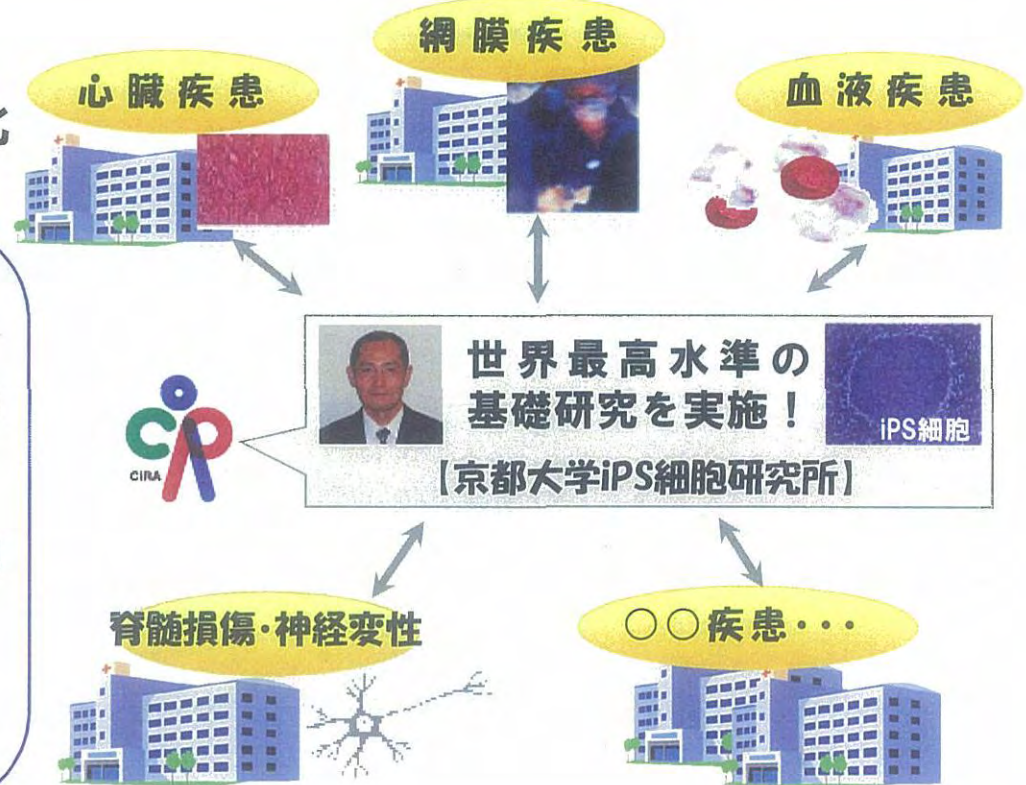 網膜疾患
心臓疾患
血液疾患
化
世界最高水準の
基礎研究を実施！
iPS細胞
【京都大学iPS細胞研究所】
CiRA
脊髄損傷・神経変性
○○疾患・・・